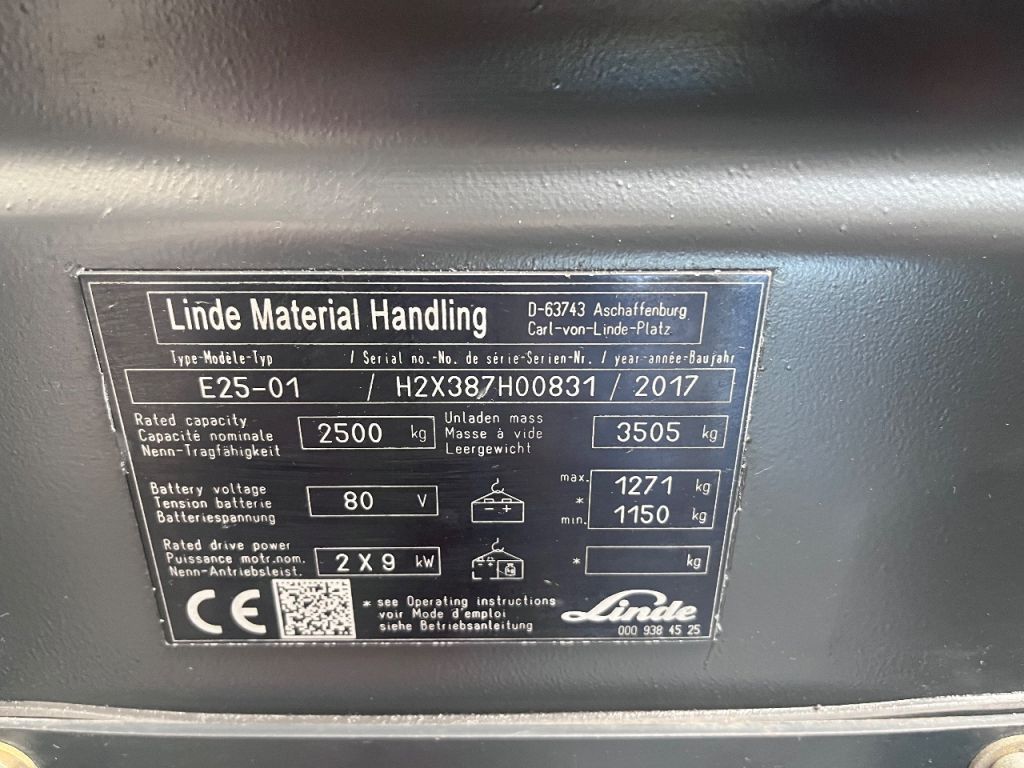 Linde Material Handling
D-63743 Aschaffenburg
Carl-von-Linde-Platz
Type-Modèle-Typ / Serial no.-No. de série-Serien-Nr. / year-année-Baujahr
E25-01 / H2X387H00831 / 2017
Rated capacity
Capacité nominale
Nenn-Tragfähigkeit
2500 kg
Unladen mass
Masse à vide
Leergewicht
3505 kg
Battery voltage
Tension batterie
Batteriespannung
80 V
- +
max.
*
min.
1271 kg
1150 kg
Rated drive power
Puissance motr.nom.
Nenn-Antriebsleist.
2 X 9 kW
* kg
CE
* see Operating instructions
voir Mode d'emploi
siehe Betriebsanleitung
Linde
000 938 45 25